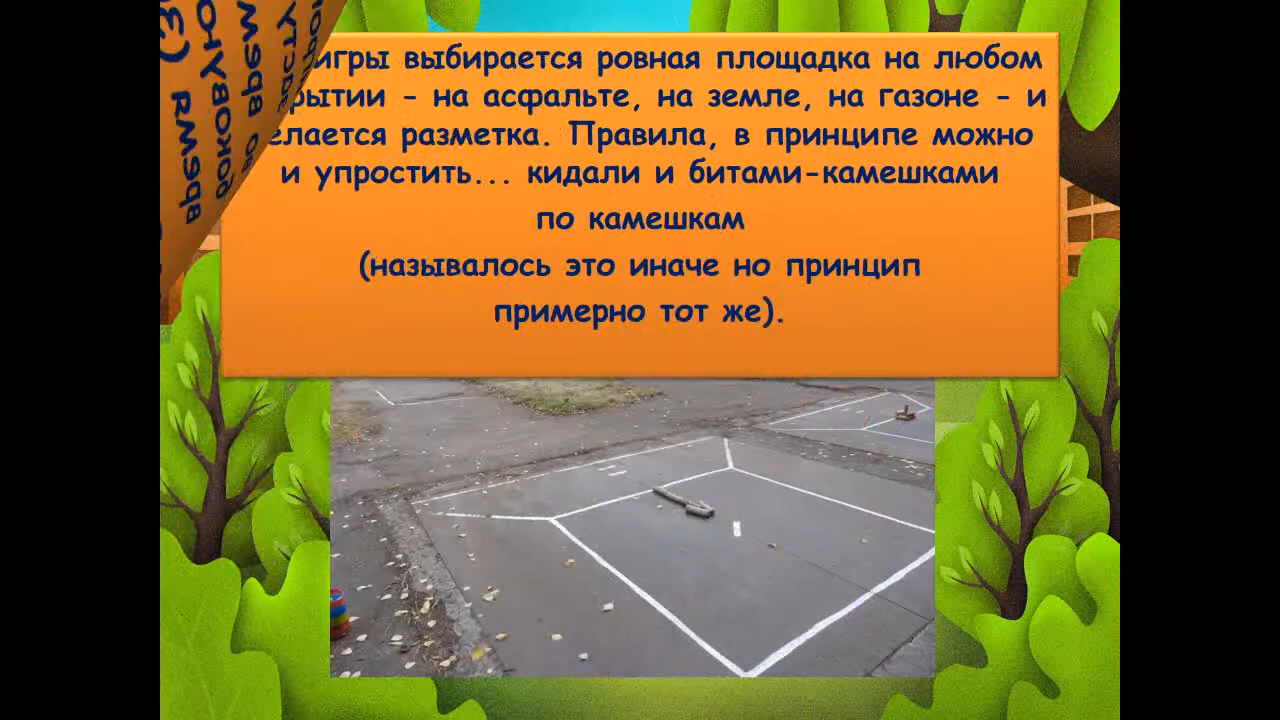 игры выбирается ровная площадка на любом
рытии - на асфальте, на земле, на газоне - и
елается разметка. Правила, в принципе можно
и упростить... кидали и битами-камешками
по камешкам
(называлось это иначе но принцип
примерно тот же).